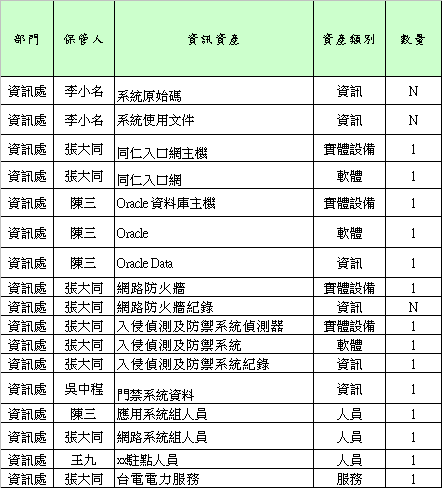 部門 保管人 資訊資產 資產類別 數量
資訊處 李小名 系統原始碼 資訊 N
資訊處 李小名 系統使用文件 資訊 N
資訊處 張大同 同仁入口網主機 實體設備 1
資訊處 張大同 同仁入口網 軟體 1
資訊處 陳三 Oracle 資料庫主機 實體設備 1
資訊處 陳三 Oracle 軟體 1
資訊處 陳三 Oracle Data 資訊 1
資訊處 張大同 網路防火牆 實體設備 1
資訊處 張大同 網路防火牆紀錄 資訊 N
資訊處 張大同 入侵偵測及防禦系統偵測器 實體設備 1
資訊處 張大同 入侵偵測及防禦系統 軟體 1
資訊處 張大同 入侵偵測及防禦系統紀錄 資訊 1
資訊處 吳中程 門禁系統資料 資訊 1
資訊處 陳三 應用系統組人員 人員 1
資訊處 張大同 網路系統組人員 人員 1
資訊處 王九 xx駐點人員 人員 1
資訊處 張大同 台電電力服務 服務 1